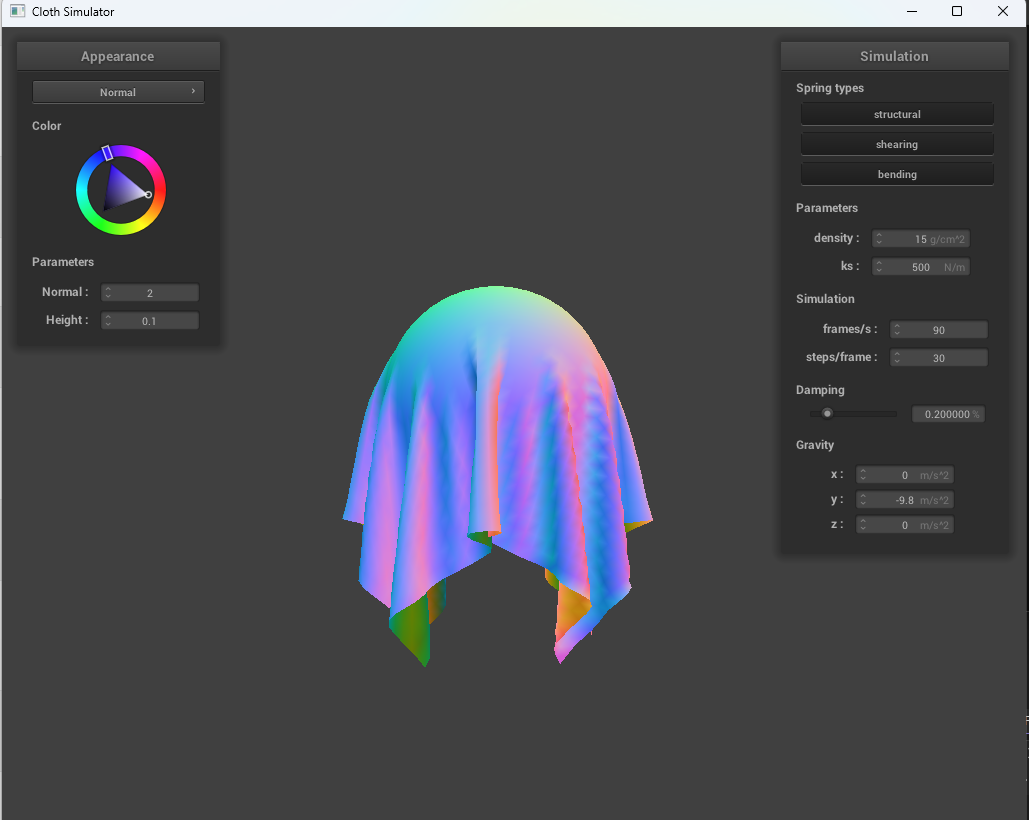 Cloth Simulator
Appearance
Normal
Color
Parameters
Normal : 2
Height : 0.1
Simulation
Spring types
structural
shearing
bending
Parameters
density : 15 g/cm^2
ks : 500 N/m
Simulation
frames/s : 90
steps/frame : 30
Damping
0.200000 %
Gravity
x : 0 m/s^2
y : -9.8 m/s^2
z : 0 m/s^2